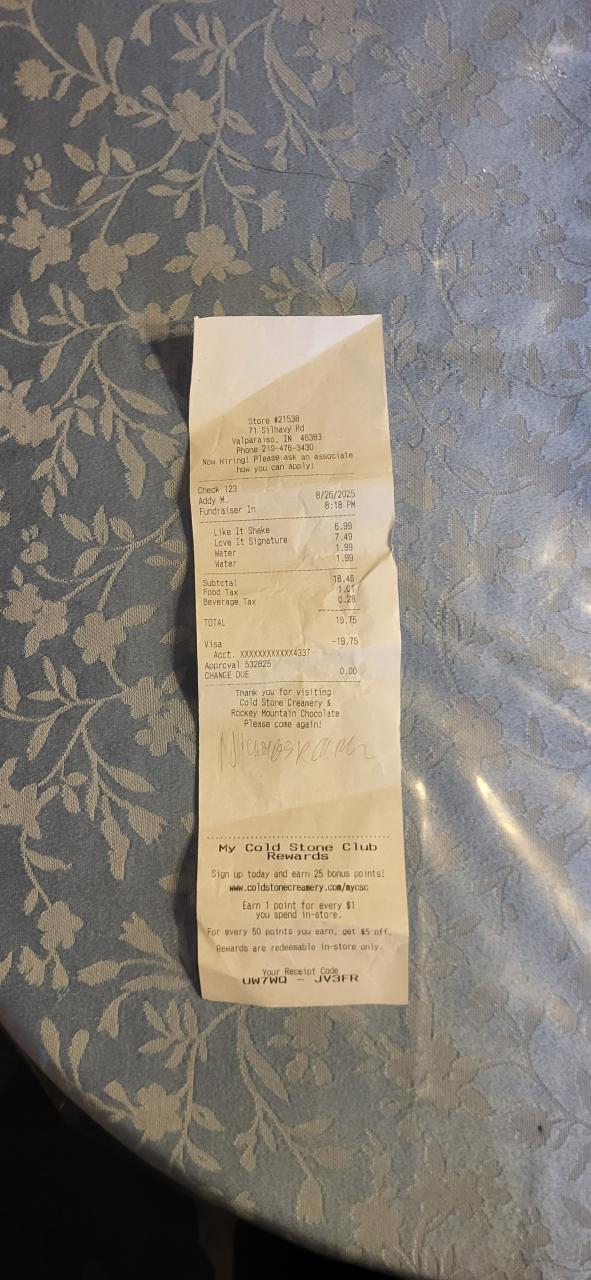 Store #21538
71 Silhavy Rd
Valparaiso, IN 46383
Phone 219-476-3430
Now Hiring! Please ask an associate
how you can apply!
Check 123
Addy M. 8/26/2025
Fundraiser In 8:18 PM
Like It Shake 6.99
Love It Signature 7.49
Water 1.99
Water 1.99
Subtotal 18.46
Food Tax 1.01
Beverage Tax 0.28
TOTAL 19.75
Visa -19.75
Acct. XXXXXXXXXXXX4337
Approval 532825
CHANGE DUE 0.00
Thank you for visiting
Cold Stone Creamery &
Rockey Mountain Chocolate
Please come again!
My Cold Stone Club
Rewards
Sign up today and earn 25 bonus points!
www.coldstonecreamery.com/mycsc
Earn 1 point for every $1
you spend in-store.
For every 50 points you earn, get $5 off.
Rewards are redeemable in-store only.
Your Receipt Code
UW7WQ - JV3FR